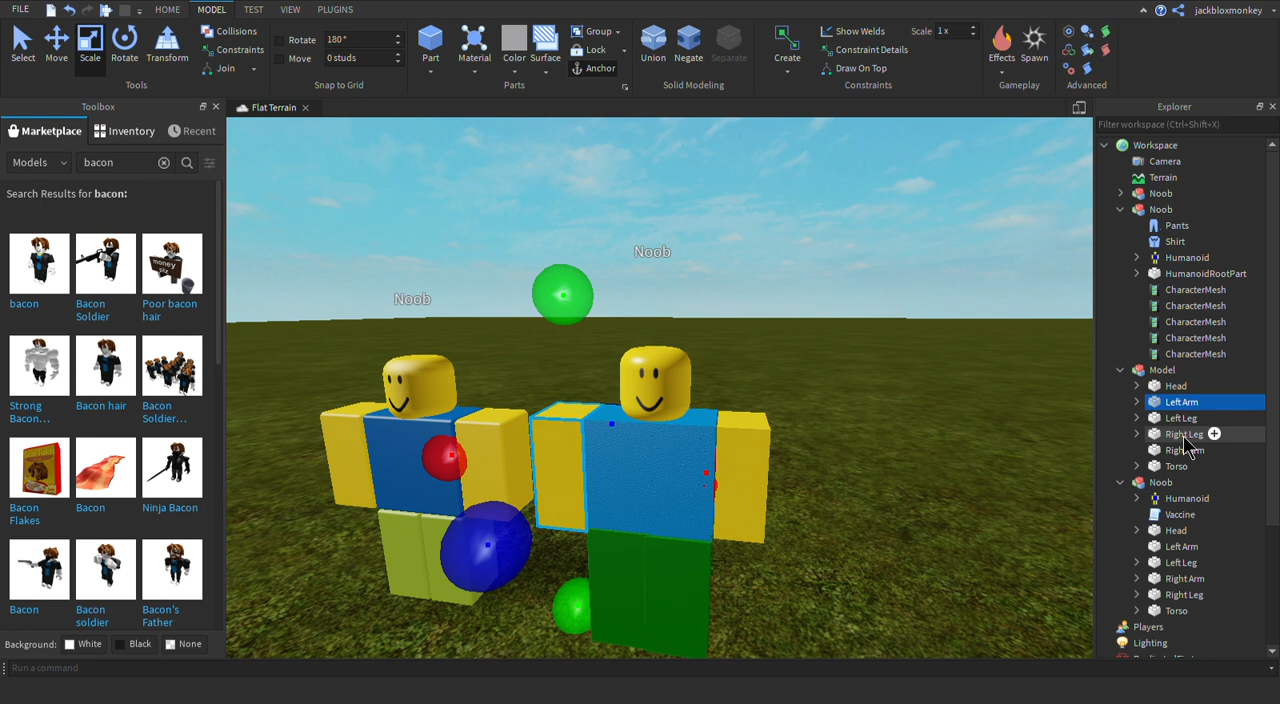 FILE HOME MODEL TEST VIEW PLUGINS jackbloxmonkey
Select Move Scale Rotate Transform
Collisions
Constraints
Join
Tools
Rotate 180°
Move 0 studs
Snap to Grid
Part Material Color Surface
Group
Lock
Anchor
Parts
Union Negate Separate
Solid Modeling
Create
Show Welds Scale 1x
Constraint Details
Draw On Top
Constraints
Effects Spawn
Gameplay
Advanced
Toolbox
Marketplace Inventory Recent
Models bacon
Search Results for bacon:
money
plz
bacon
Bacon
Soldier
Poor bacon
hair
Strong
Bacon...
Bacon hair
Bacon
Soldier...
Bacon
Flakes
Bacon
Ninja Bacon
Bacon
Bacon
soldier
Bacon's
Father
Background: White Black None
Run a command
Flat Terrain
Noob
Noob
Explorer
Filter workspace (Ctrl+Shift+X)
Workspace
Camera
Terrain
Noob
Noob
Pants
Shirt
Humanoid
HumanoidRootPart
CharacterMesh
CharacterMesh
CharacterMesh
CharacterMesh
CharacterMesh
Model
Head
Left Arm
Left Leg
Right Leg
Torso
Noob
Humanoid
Vaccine
Head
Left Arm
Left Leg
Right Arm
Right Leg
Torso
Players
Lighting